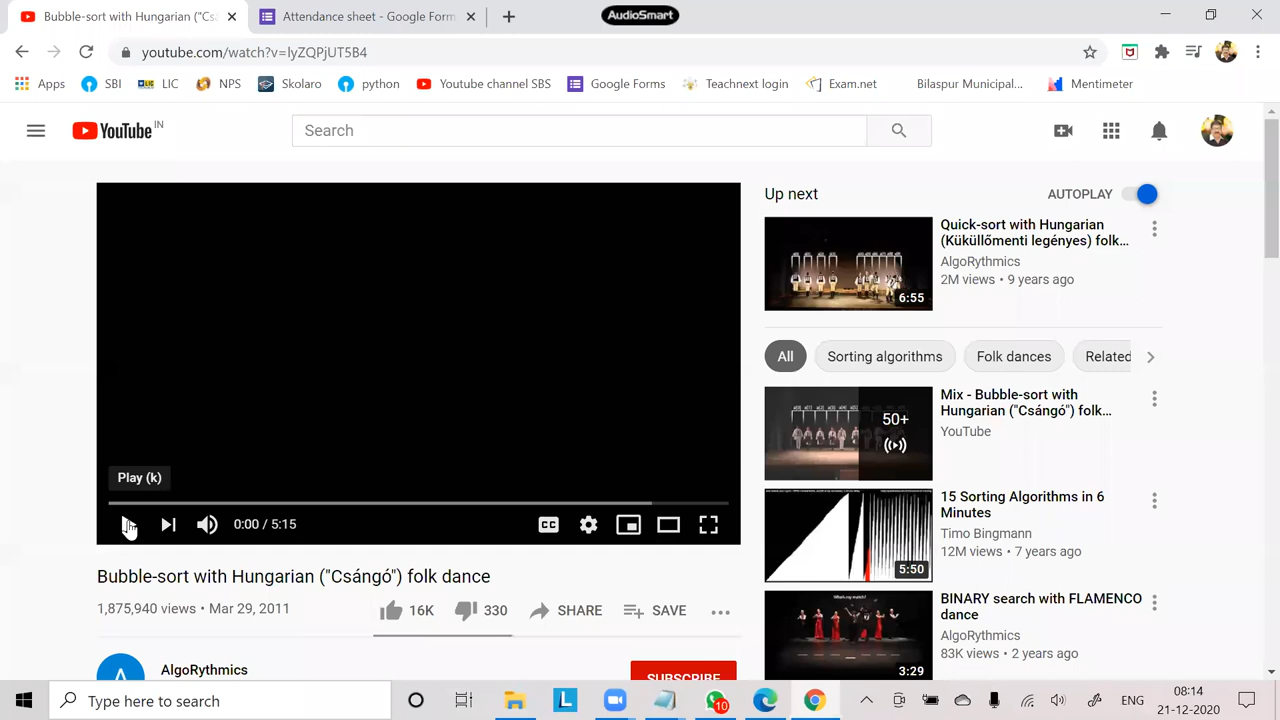 Bubble-sort with Hungarian ("Cs
Attendanc
oogle Form
AudioSmart
youtube.com/watch?v=lyZQPjUT5B4
Apps SBI LIC NPS Skolaro python Youtube channel SBS Google Forms Teachnext login Exam.net Bilaspur Municipal... Mentimeter
YouTube IN
Search
Up next
AUTOPLAY
Quick-sort with Hungarian
(Küküllőmenti legényes) folk...
AlgoRythmics
2M views • 9 years ago
6:55
All Sorting algorithms Folk dances Related
Mix - Bubble-sort with
Hungarian ("Csángó") folk...
YouTube
50+
15 Sorting Algorithms in 6
Minutes
Timo Bingmann
12M views • 7 years ago
5:50
BINARY search with FLAMENCO
dance
AlgoRythmics
83K views • 2 years ago
What's my match?
3:29
Play (k)
0:00 / 5:15
CC
Bubble-sort with Hungarian ("Csángó") folk dance
1,875,940 views • Mar 29, 2011
16K 330 SHARE SAVE
A
AlgoRythmics
SUBSCRIBE
Type here to search
L
10
ENG
08:14
21-12-2020